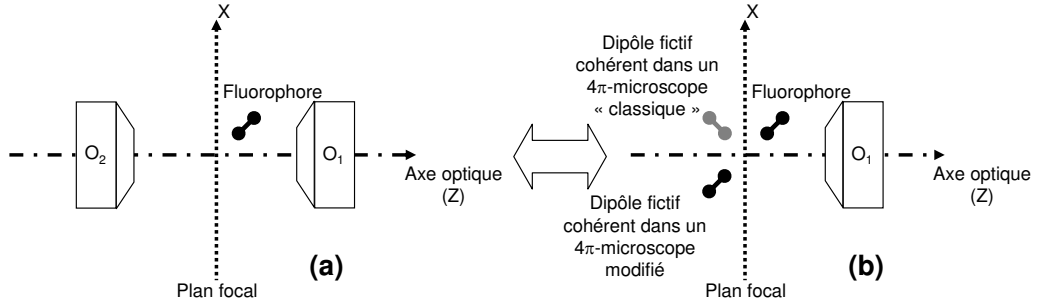 X
Fluorophore
O2
O1
Axe optique
(Z)
(a)
Plan focal
X
Dipôle fictif
cohérent dans un
4π-microscope
« classique »
Fluorophore
O1
Axe optique
(Z)
Dipôle fictif
cohérent dans un
4π-microscope
modifié
(b)
Plan focal